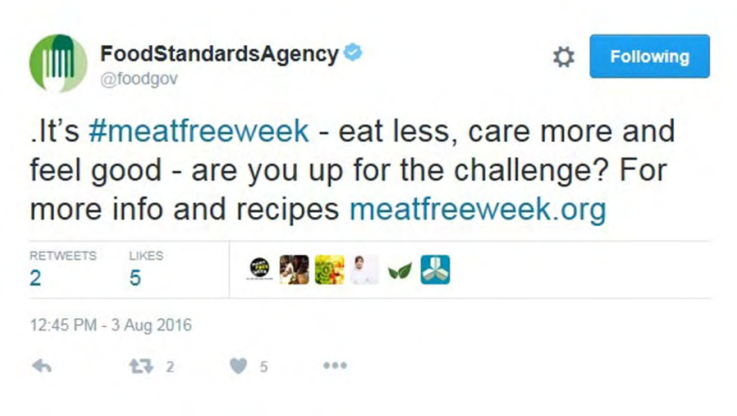 FoodStandardsAgency
@foodgov
Following
.It's #meatfreeweek - eat less, care more and
feel good - are you up for the challenge? For
more info and recipes meatfreeweek.org
RETWEETS LIKES
2 5
12:45 PM - 3 Aug 2016
2 5